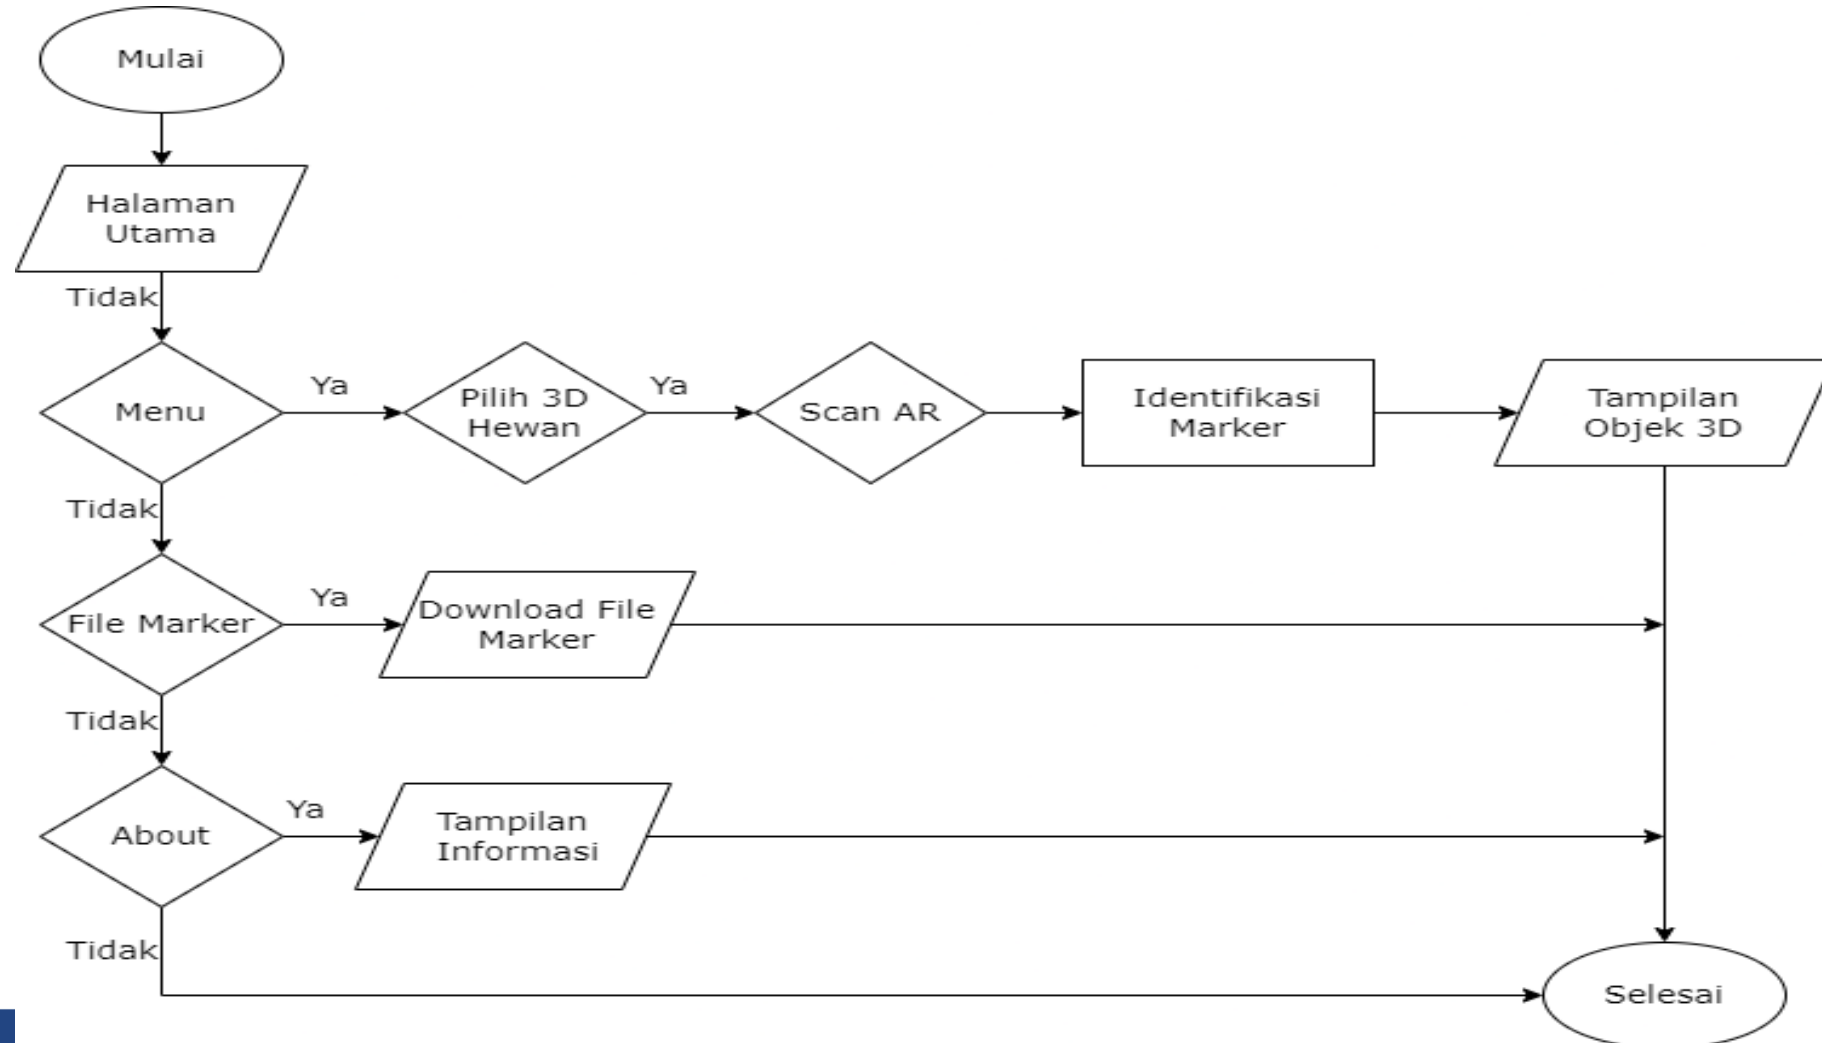 Mulai
Halaman
Utama
Tidak
Menu
Ya
Pilih 3D
Hewan
Ya
Scan AR
Identifikasi
Marker
Tampilan
Objek 3D
Tidak
File Marker
Ya
Download File
Marker
Tidak
About
Ya
Tampilan
Informasi
Tidak
Selesai